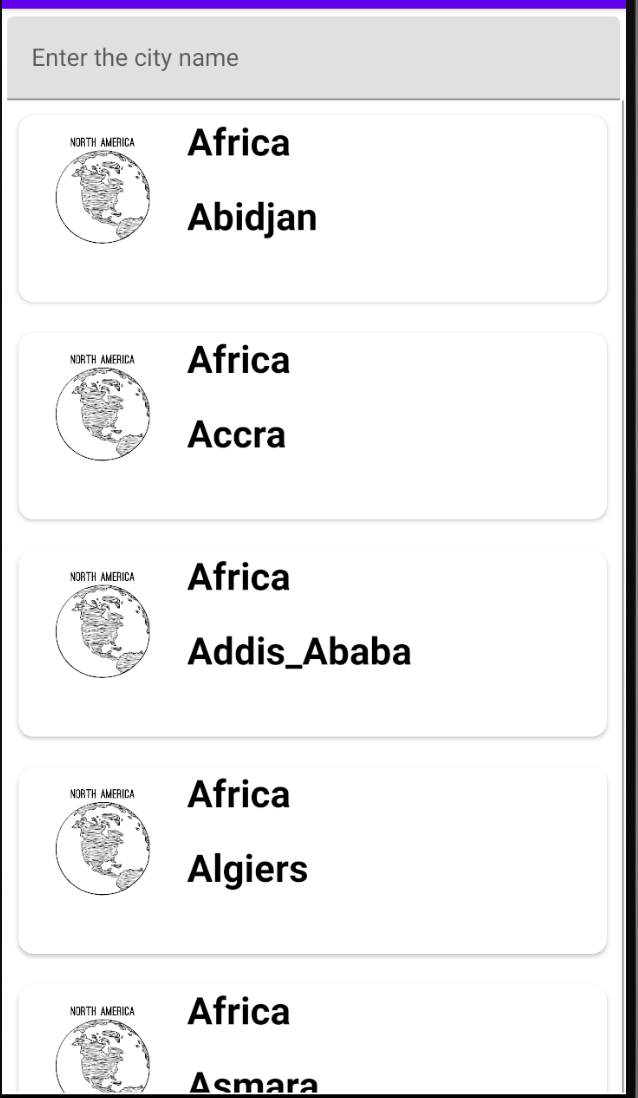 Enter the city name
NORTH AMERICA
Africa
Abidjan
NORTH AMERICA
Africa
Accra
NORTH AMERICA
Africa
Addis_Ababa
NORTH AMERICA
Africa
Algiers
NORTH AMERICA
Africa
Asmara